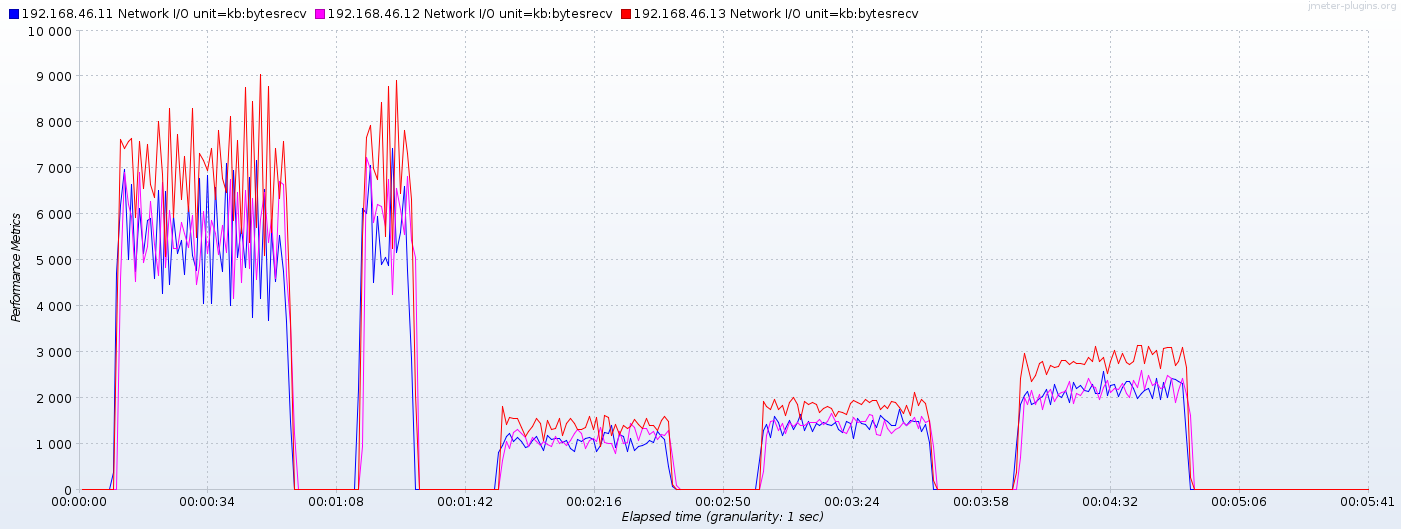 jmeter-plugins.org
192.168.46.11 Network I/O unit=kb:bytesrecv 192.168.46.12 Network I/O unit=kb:bytesrecv 192.168.46.13 Network I/O unit=kb:bytesrecv
10 000
9 000
8 000
7 000
6 000
5 000
4 000
3 000
2 000
1 000
0
Performance Metrics
00:00:00 00:00:34 00:01:08 00:01:42 00:02:16 00:02:50 00:03:24 00:03:58 00:04:32 00:05:06 00:05:41
Elapsed time (granularity: 1 sec)